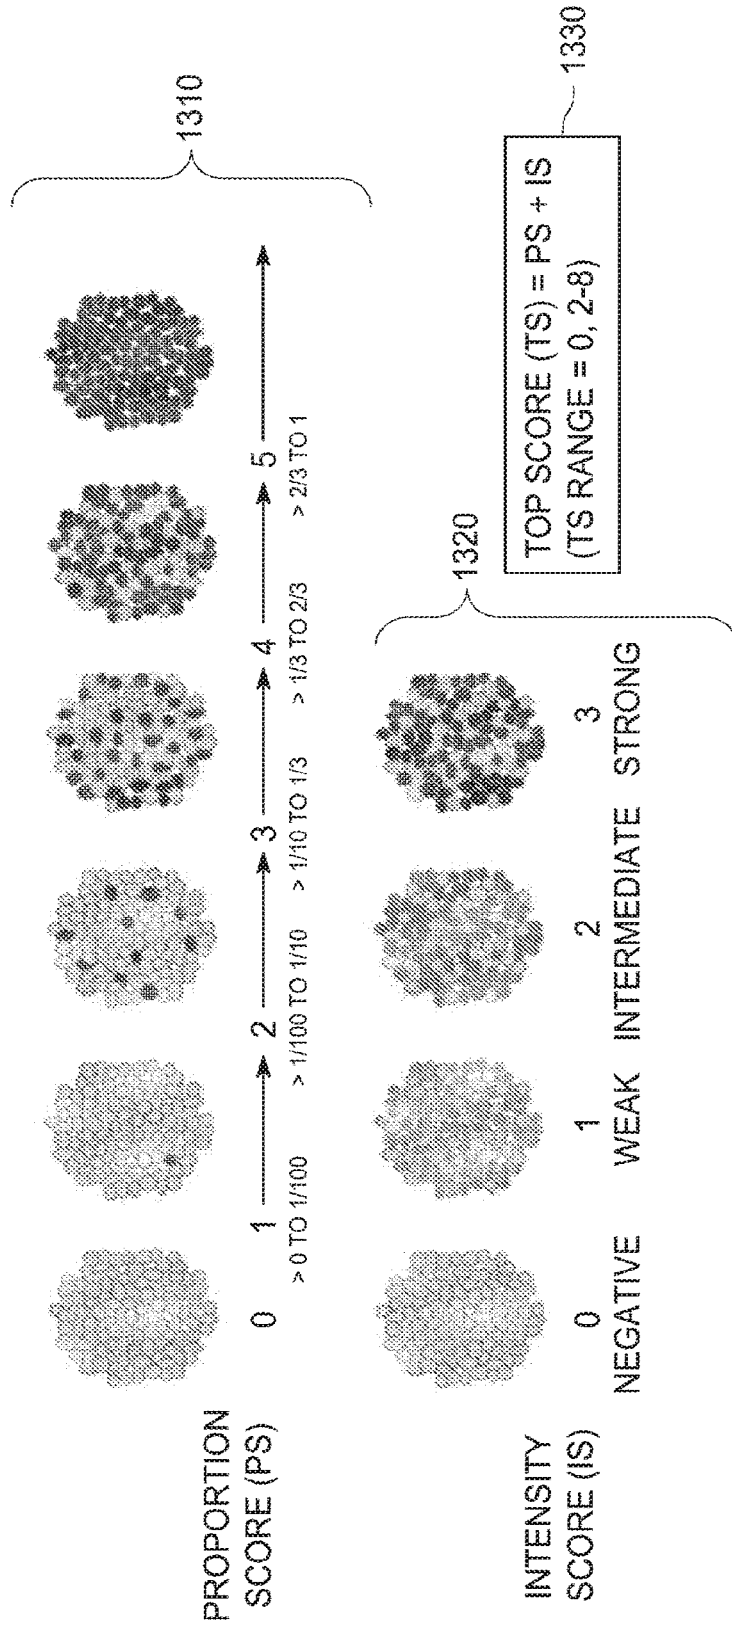 1310
PROPORTION
SCORE (PS)
0
1
2
3
4
5
> 0 TO 1/100
> 1/100 TO 1/10
> 1/10 TO 1/3
> 1/3 TO 2/3
> 2/3 TO 1
1320
INTENSITY
SCORE (IS)
0
1
2
3
NEGATIVE
WEAK
INTERMEDIATE
STRONG
TOP SCORE (TS) = PS + IS
(TS RANGE = 0, 2-8)
1330